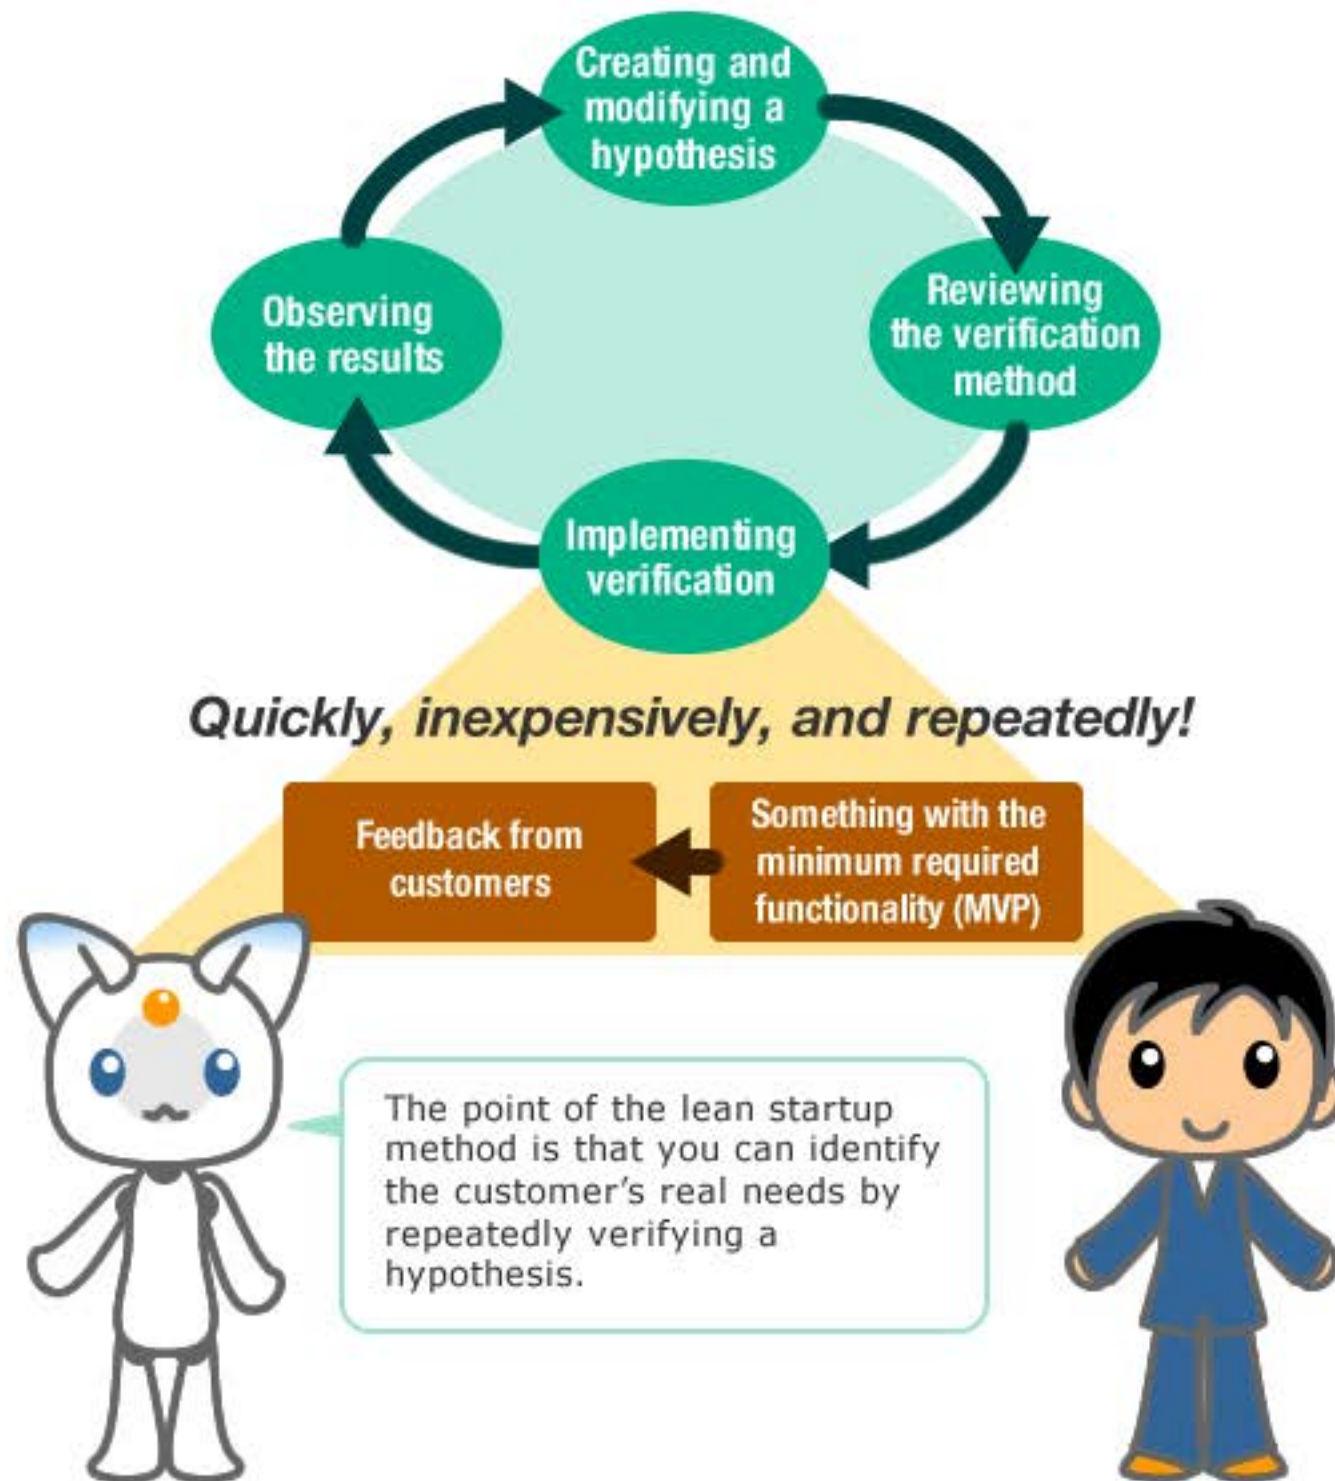 Creating and
modifying a
hypothesis
Observing
the results
Reviewing
the verification
method
Implementing
verification
Quickly, inexpensively, and repeatedly!
Feedback from
customers
Something with the
minimum required
functionality (MVP)
The point of the lean startup
method is that you can identify
the customer’s real needs by
repeatedly verifying a
hypothesis.